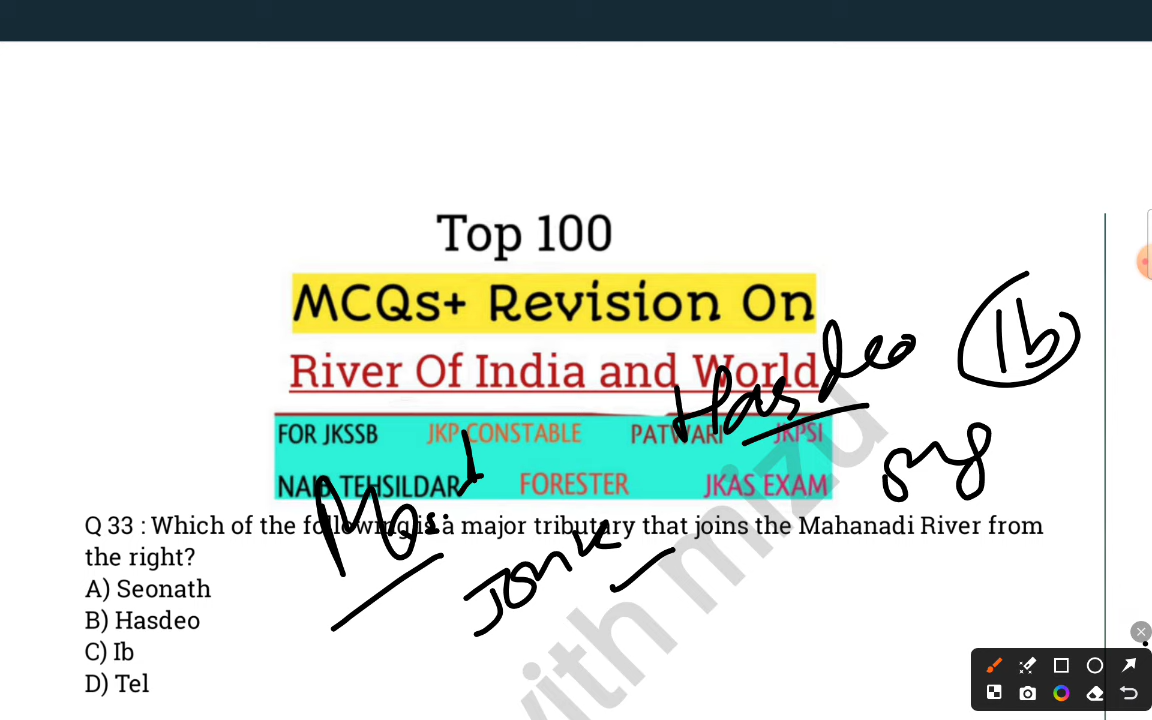 Top 100
MCQs+ Revision On
River Of India and World
Hasdeo
Ib
FOR JKSSB JKP CONSTABLE PATWARI JKPSI
NAIB TEHSILDAR FORESTER JKAS EXAM
Q 33 : Which of the following is a major tributary that joins the Mahanadi River from
the right?
Jonk
A) Seonath
B) Hasdeo
C) Ib
D) Tel
with mizu